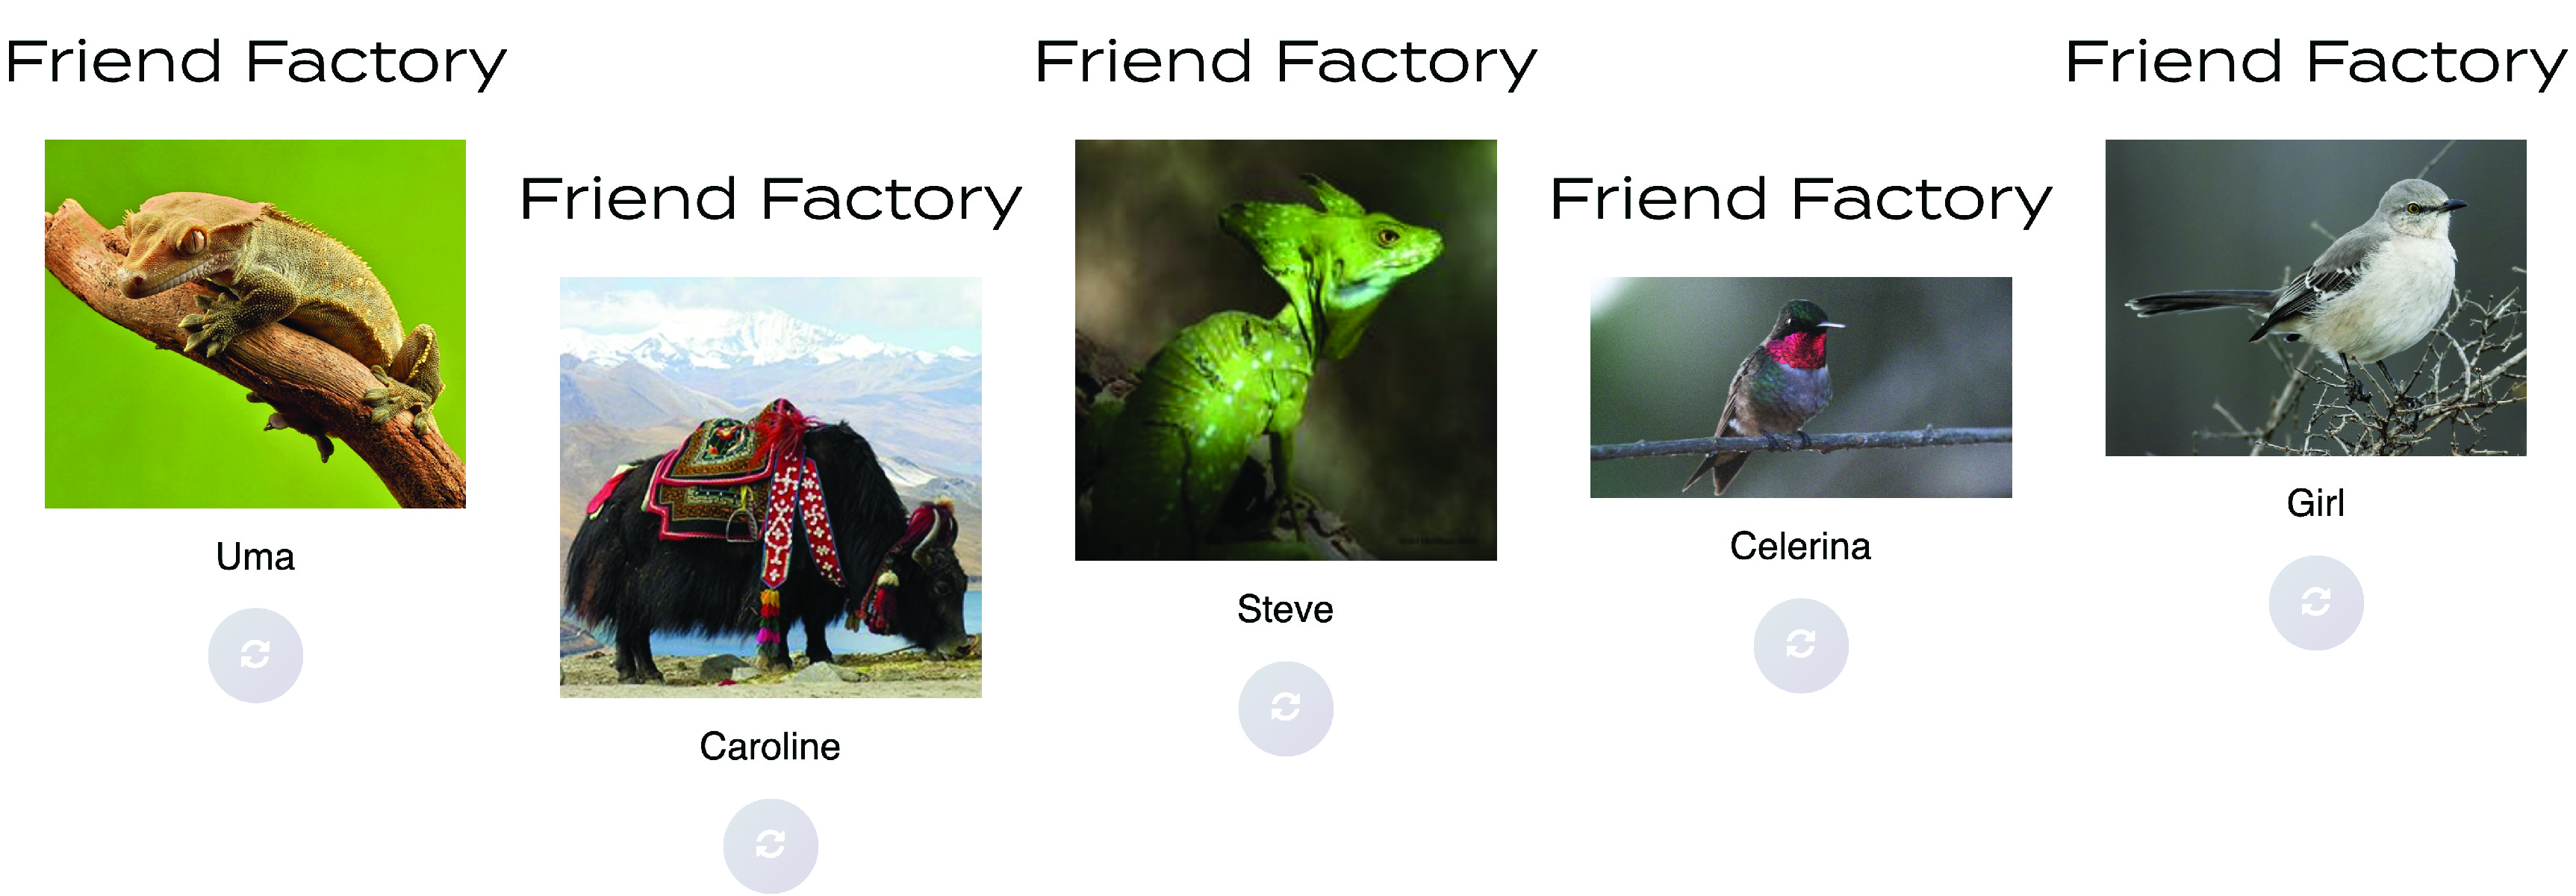 Friend Factory
Uma
Friend Factory
Caroline
Friend Factory
Steve
Friend Factory
Celerina
Friend Factory
Girl